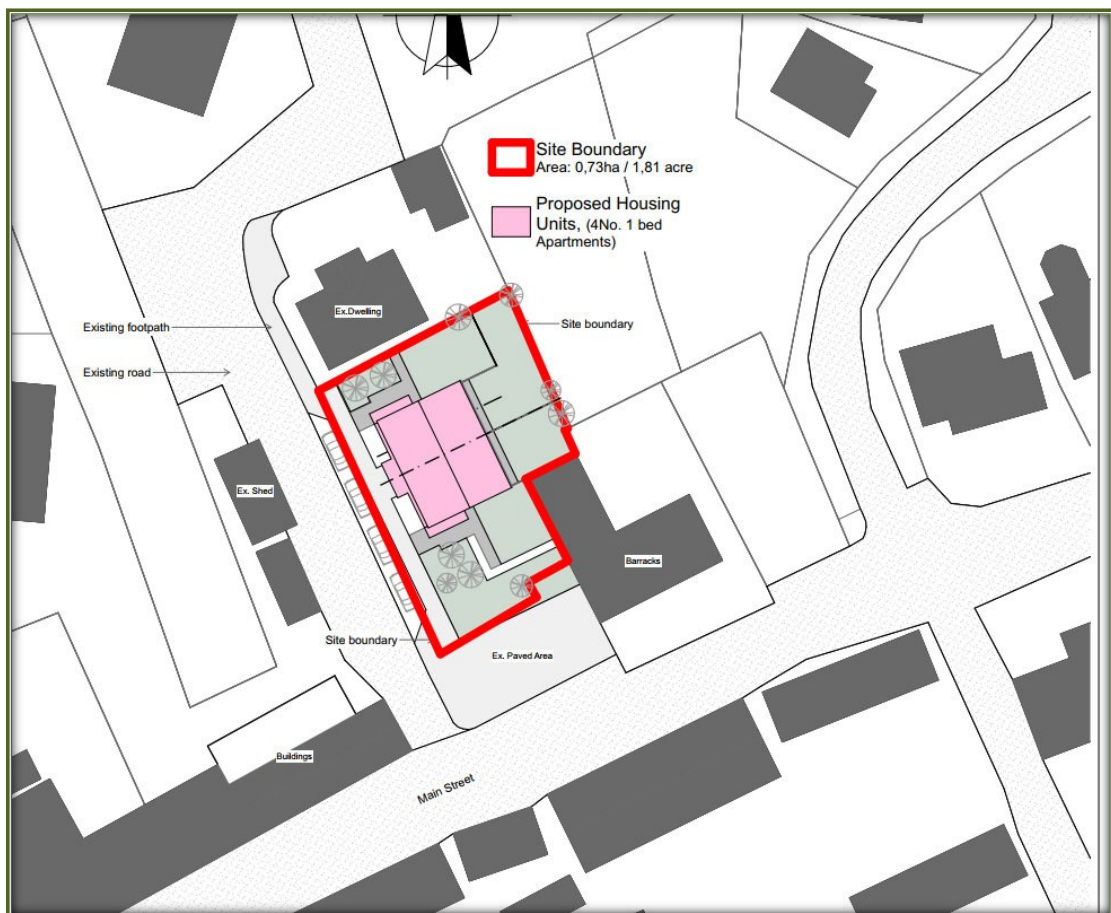 Site Boundary
Area: 0,73ha / 1,81 acre
Proposed Housing
Units, (4No. 1 bed
Apartments)
Ex.Dwelling
Existing footpath
Site boundary
Existing road
Ex. Shed
Barracks
Site boundary
Ex. Paved Area
Buildings
Main Street